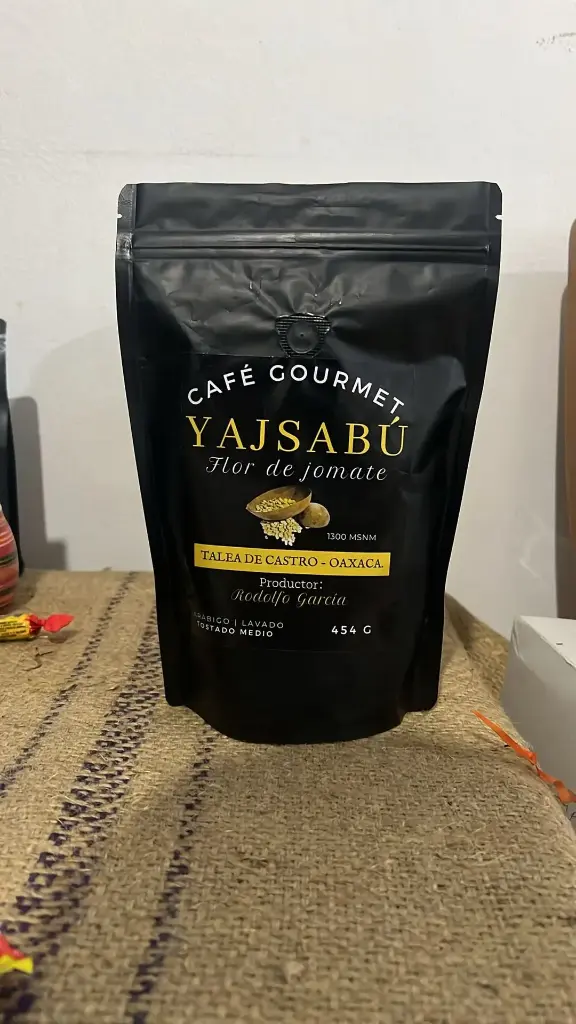 CAFÉ GOURMET
YAJSABÚ
Flor de jomate
1300 MSNM
TALEA DE CASTRO - OAXACA.
Productor:
Rodolfo García
ARÁBIGO | LAVADO
TOSTADO MEDIO
454 G